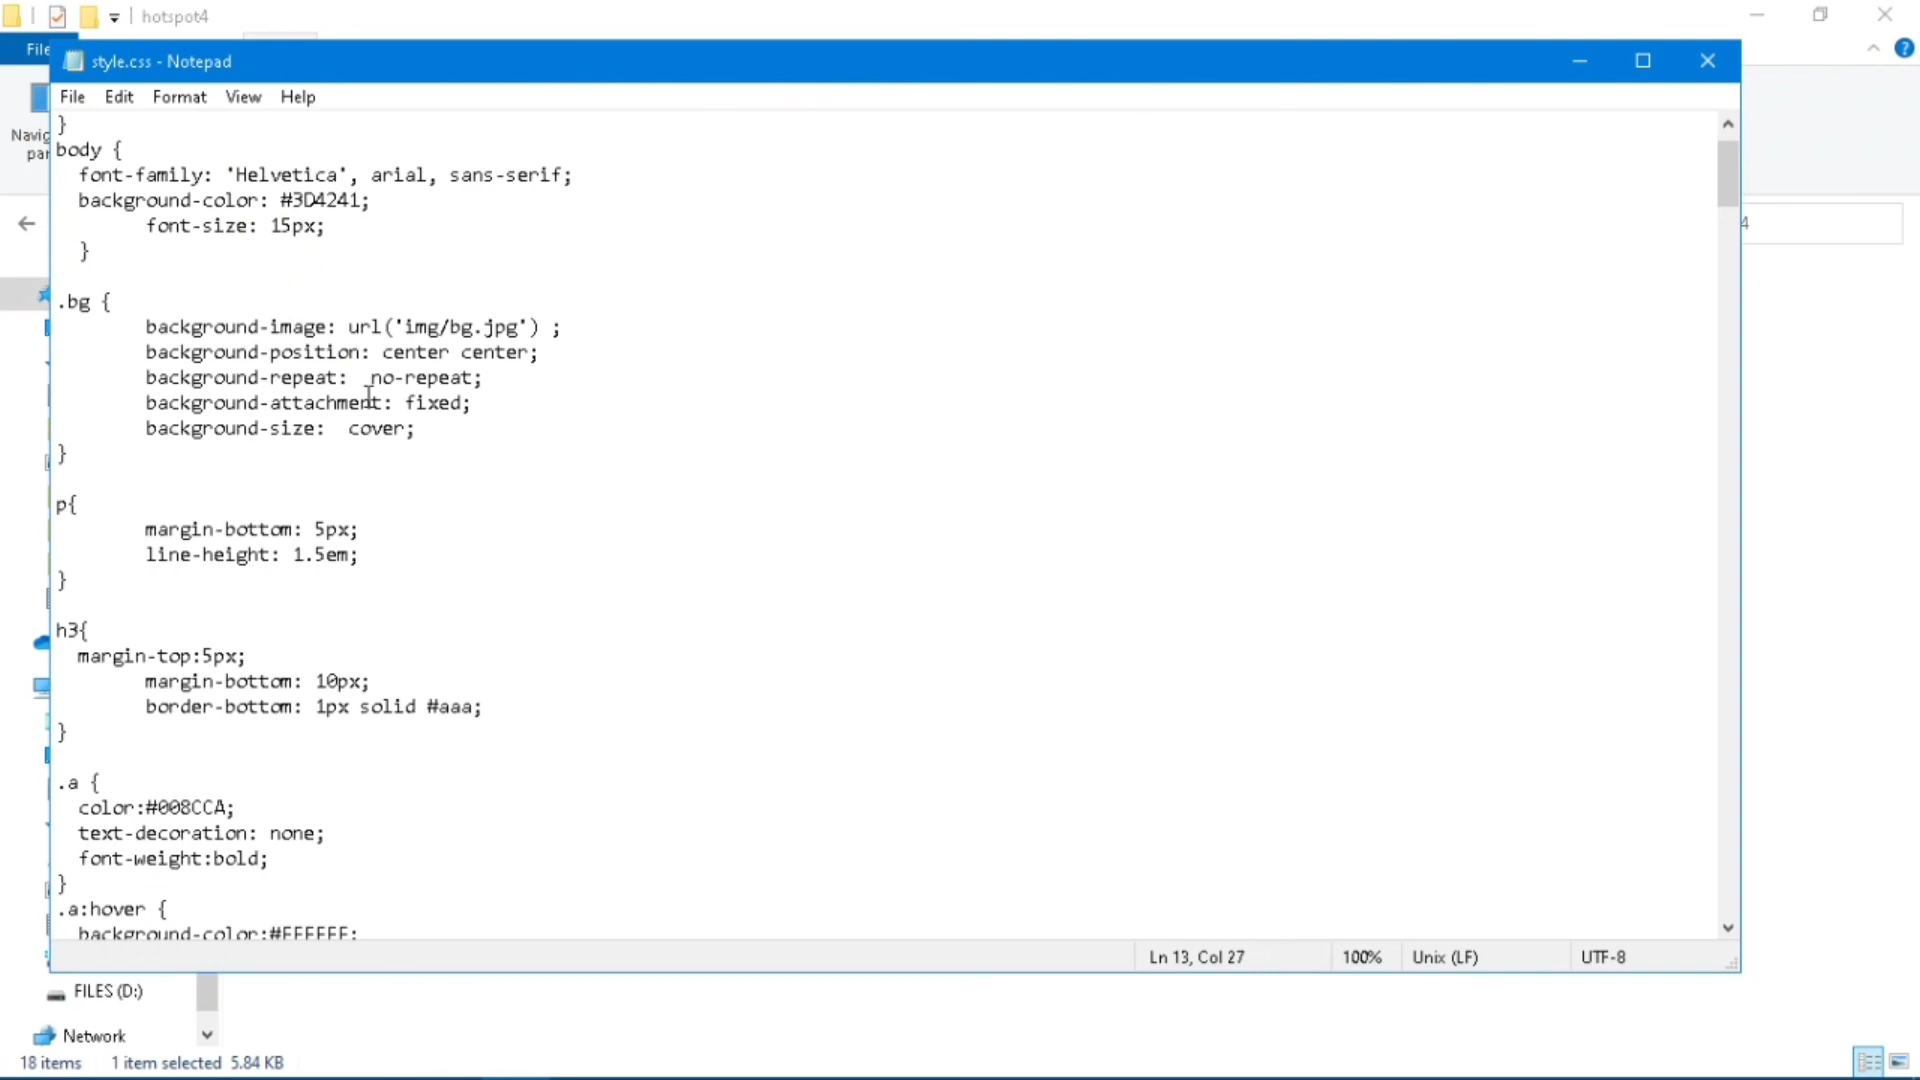 hotspot4
File
style.css - Notepad
File Edit Format View Help
}
body {
font-family: 'Helvetica', arial, sans-serif;
background-color: #3D4241;
font-size: 15px;
}
.bg {
background-image: url('img/bg.jpg') ;
background-position: center center;
background-repeat:  no-repeat;
background-attachment: fixed;
background-size:  cover;
}
p{
margin-bottom: 5px;
line-height: 1.5em;
}
h3{
margin-top:5px;
margin-bottom: 10px;
border-bottom: 1px solid #aaa;
}
.a {
color:#008CCA;
text-decoration: none;
font-weight:bold;
}
.a:hover {
background-color:#FFFFFF;
Ln 13, Col 27 100% Unix (LF) UTF-8
FILES (D:)
Network
18 items 1 item selected 5.84 KB